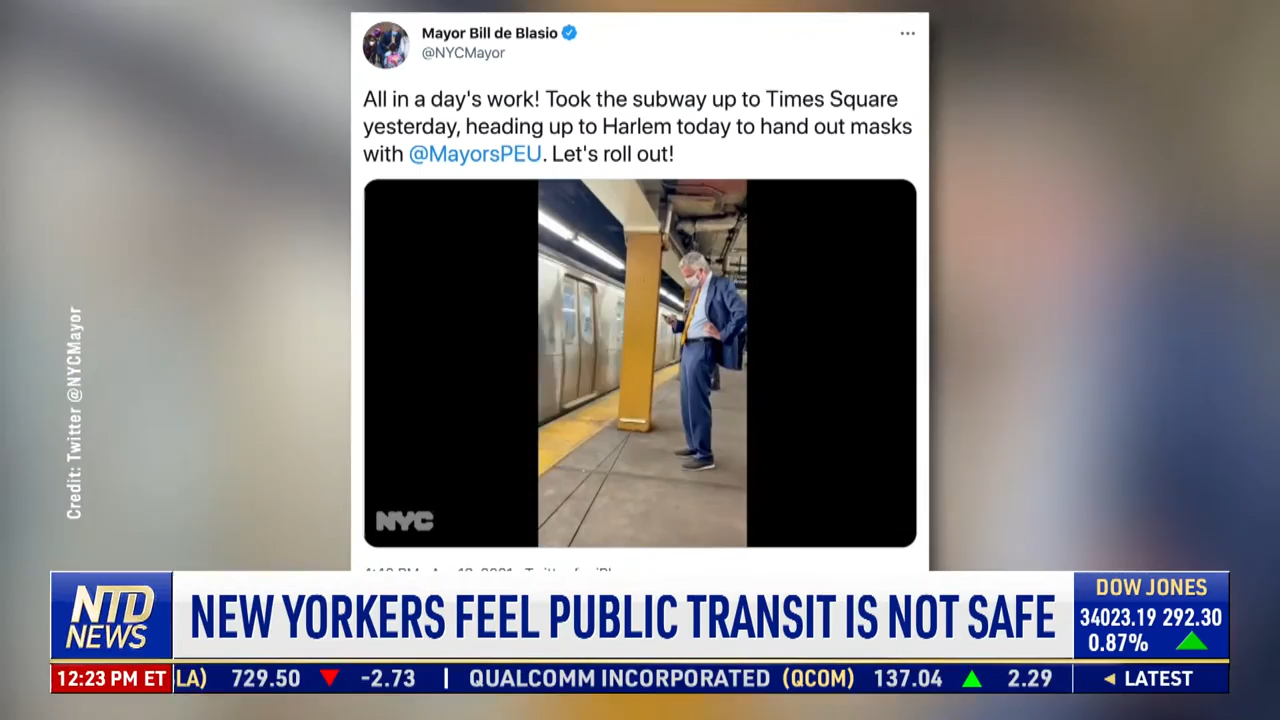 Mayor Bill de Blasio
@NYCMayor
All in a day's work! Took the subway up to Times Square
yesterday, heading up to Harlem today to hand out masks
with @MayorsPEU. Let's roll out!
NYC
Credit: Twitter @NYCMayor
NTD
NEWS
NEW YORKERS FEEL PUBLIC TRANSIT IS NOT SAFE
DOW JONES
34023.19 292.30
0.87%
12:23 PM ET
LA) 729.50 -2.73 | QUALCOMM INCORPORATED (QCOM) 137.04 2.29
LATEST